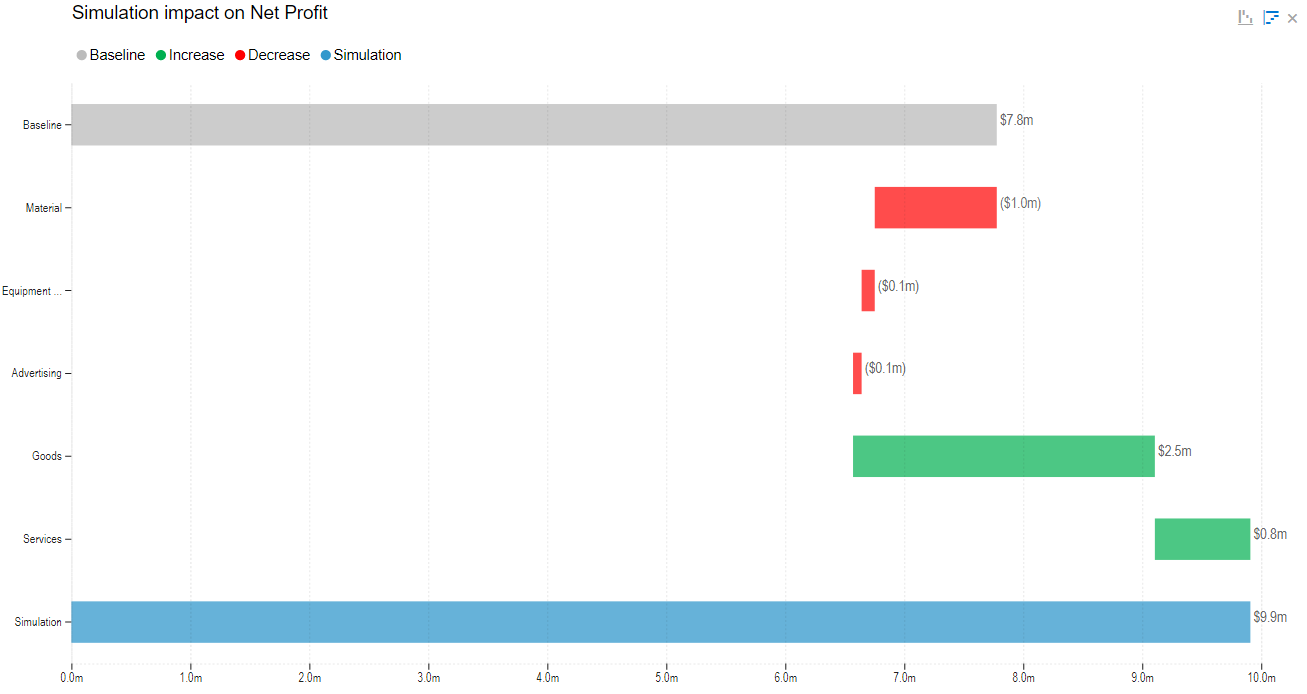 Simulation impact on Net Profit
Baseline Increase Decrease Simulation
Baseline $7.8m
Material ($1.0m)
Equipment ... ($0.1m)
Advertising ($0.1m)
Goods $2.5m
Services $0.8m
Simulation $9.9m
0.0m 1.0m 2.0m 3.0m 4.0m 5.0m 6.0m 7.0m 8.0m 9.0m 10.0m